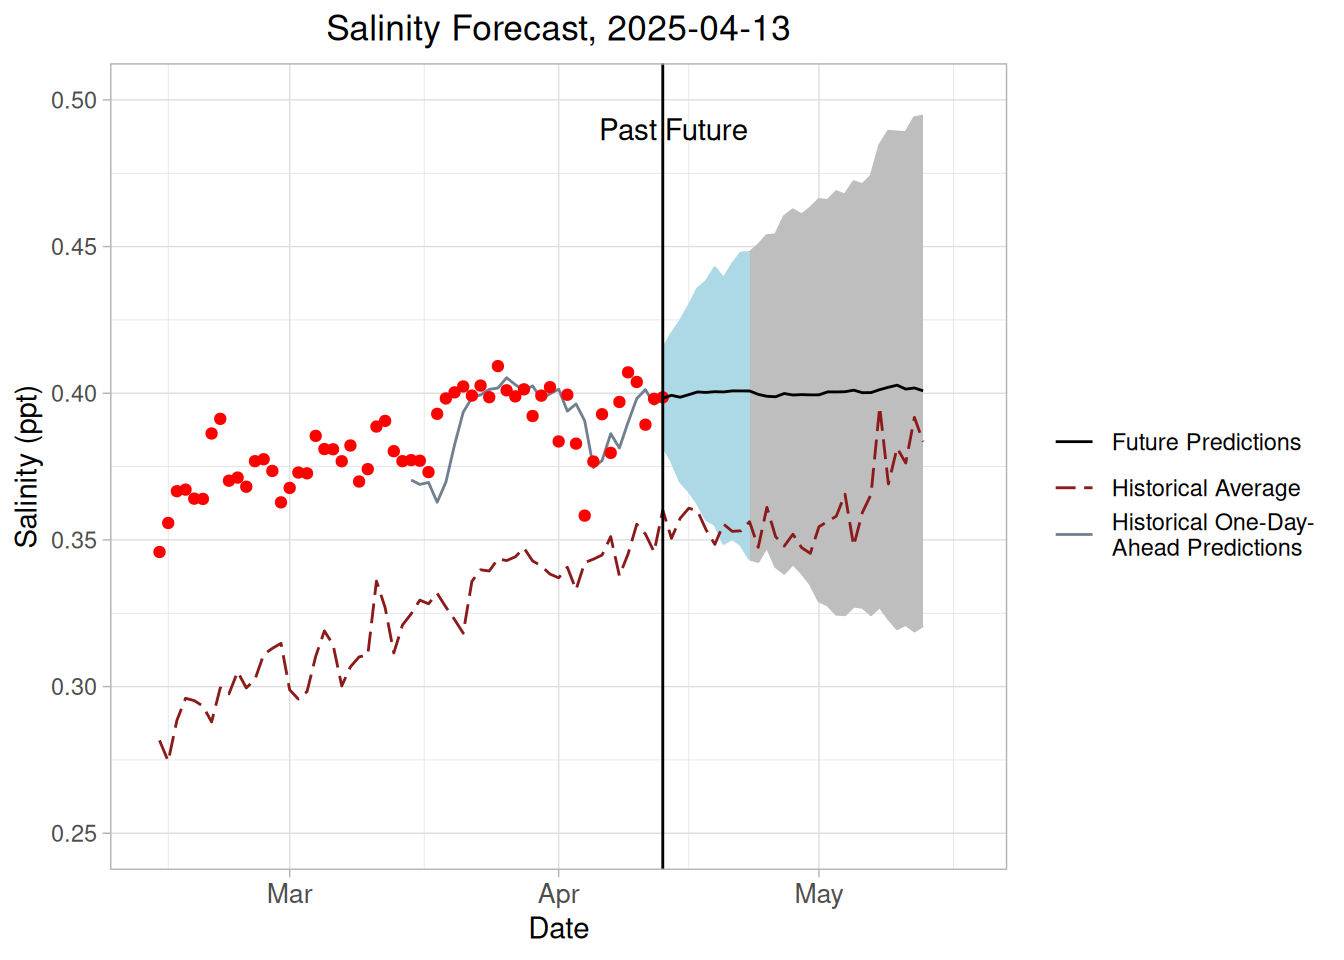 Salinity Forecast, 2025-04-13
Past Future
0.50
0.45
0.40
0.35
0.30
0.25
Salinity (ppt)
Mar
Apr
May
Date
Future Predictions
Historical Average
Historical One-Day-
Ahead Predictions